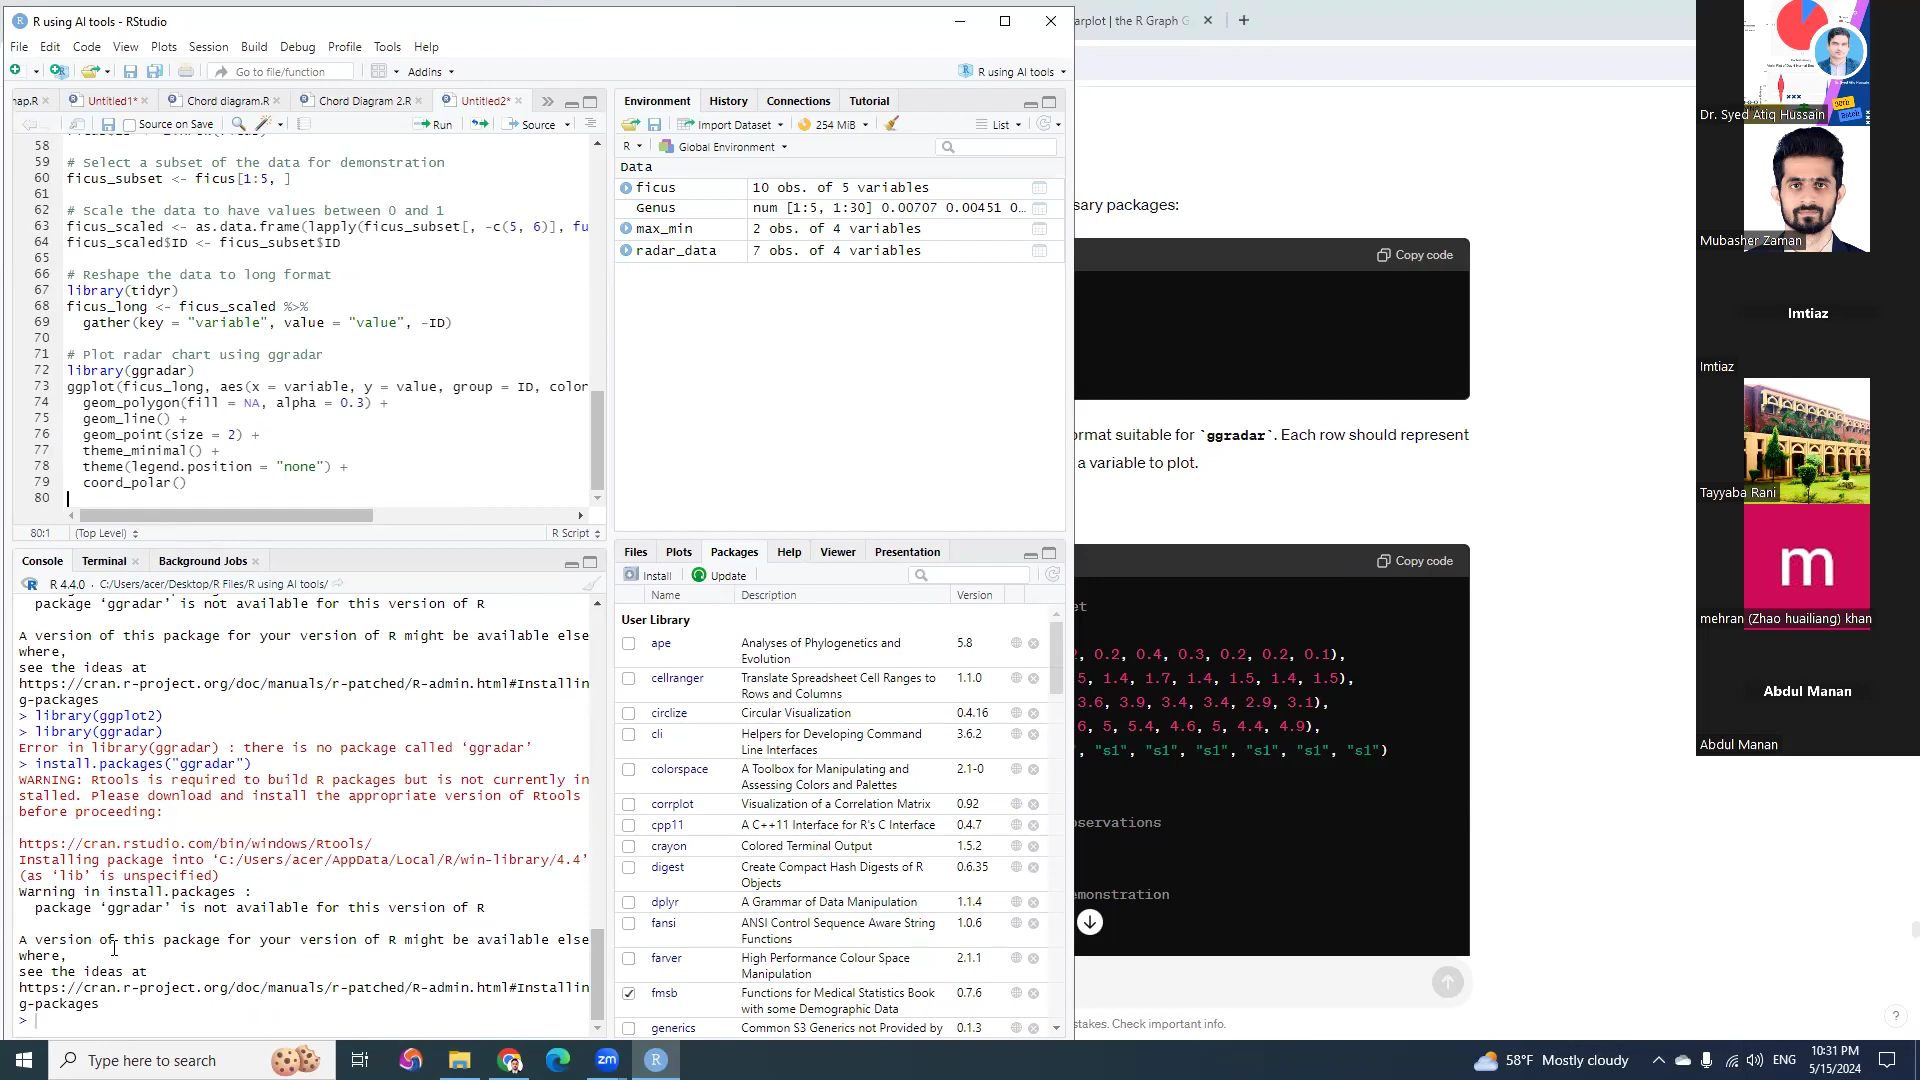 R using AI tools - RStudio
File Edit Code View Plots Session Build Debug Profile Tools Help
Go to file/function
Addins
R using AI tools
map.R
Untitled1*
Chord diagram.R
Chord Diagram 2.R
Untitled2*
Source on Save
Run
Source
58
59 # Select a subset of the data for demonstration
60 ficus_subset <- ficus[1:5, ]
61
62 # Scale the data to have values between 0 and 1
63 ficus_scaled <- as.data.frame(lapply(ficus_subset[, -c(5, 6)], fu
64 ficus_scaled$ID <- ficus_subset$ID
65
66 # Reshape the data to long format
67 library(tidyr)
68 ficus_long <- ficus_scaled %>%
69 gather(key = "variable", value = "value", -ID)
70
71 # Plot radar chart using ggradar
72 library(ggradar)
73 ggplot(ficus_long, aes(x = variable, y = value, group = ID, color
74 geom_polygon(fill = NA, alpha = 0.3) +
75 geom_line() +
76 geom_point(size = 2) +
77 theme_minimal() +
78 theme(legend.position = "none") +
79 coord_polar()
80
80:1 (Top Level) R Script
Console Terminal Background Jobs
R 4.4.0 · C:/Users/acer/Desktop/R Files/R using AI tools/
package ‘ggradar’ is not available for this version of R
A version of this package for your version of R might be available else
where,
see the ideas at
https://cran.r-project.org/doc/manuals/r-patched/R-admin.html#Installin
g-packages
> library(ggplot2)
> library(ggradar)
Error in library(ggradar) : there is no package called ‘ggradar’
> install.packages("ggradar")
WARNING: Rtools is required to build R packages but is not currently in
stalled. Please download and install the appropriate version of Rtools
before proceeding:
https://cran.rstudio.com/bin/windows/Rtools/
Installing package into ‘C:/Users/acer/AppData/Local/R/win-library/4.4’
(as ‘lib’ is unspecified)
Warning in install.packages :
package ‘ggradar’ is not available for this version of R
A version of this package for your version of R might be available else
where,
see the ideas at
https://cran.r-project.org/doc/manuals/r-patched/R-admin.html#Installin
g-packages
>
Environment History Connections Tutorial
Import Dataset
254 MiB
List
R
Global Environment
Data
ficus 10 obs. of 5 variables
Genus num [1:5, 1:30] 0.00707 0.00451 0…
max_min 2 obs. of 4 variables
radar_data 7 obs. of 4 variables
Files Plots Packages Help Viewer Presentation
Install Update
Name Description Version
User Library
ape Analyses of Phylogenetics and 5.8
Evolution
cellranger Translate Spreadsheet Cell Ranges to 1.1.0
Rows and Columns
circlize Circular Visualization 0.4.16
cli Helpers for Developing Command 3.6.2
Line Interfaces
colorspace A Toolbox for Manipulating and 2.1-0
Assessing Colors and Palettes
corrplot Visualization of a Correlation Matrix 0.92
cpp11 A C++11 Interface for R's C Interface 0.4.7
crayon Colored Terminal Output 1.5.2
digest Create Compact Hash Digests of R 0.6.35
Objects
dplyr A Grammar of Data Manipulation 1.1.4
fansi ANSI Control Sequence Aware String 1.0.6
Functions
farver High Performance Colour Space 2.1.1
Manipulation
fmsb Functions for Medical Statistics Book 0.7.6
with some Demographic Data
generics Common S3 Generics not Provided by 0.1.3
arplot | the R Graph G
sary packages:
Copy code
ormat suitable for `ggradar`. Each row should represent
a variable to plot.
Copy code
et
2, 0.2, 0.4, 0.3, 0.2, 0.2, 0.1),
5, 1.4, 1.7, 1.4, 1.5, 1.4, 1.5),
3.6, 3.9, 3.4, 3.4, 2.9, 3.1),
6, 5, 5.4, 4.6, 5, 4.4, 4.9),
", "s1", "s1", "s1", "s1", "s1", "s1")
servations
emonstration
stakes. Check important info.
?
Dr. Syed Atiq Hussain
Mubasher Zaman
Imtiaz
Imtiaz
Tayyaba Rani
m
mehran (Zhao huailiang) khan
Abdul Manan
Abdul Manan
Type here to search
zm
R
58°F Mostly cloudy
ENG
10:31 PM
5/15/2024